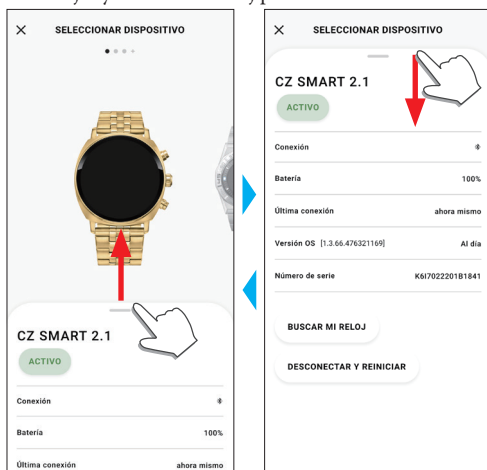 SELECCIONAR DISPOSITIVO
CZ SMART 2.1
ACTIVO
Conexión
Batería 100%
Última conexión ahora mismo
SELECCIONAR DISPOSITIVO
CZ SMART 2.1
ACTIVO
Conexión
Batería 100%
Última conexión ahora mismo
Versión OS [1.3.66.476321169] Al día
Número de serie K6I7022201B1841
BUSCAR MI RELOJ
DESCONECTAR Y REINICIAR